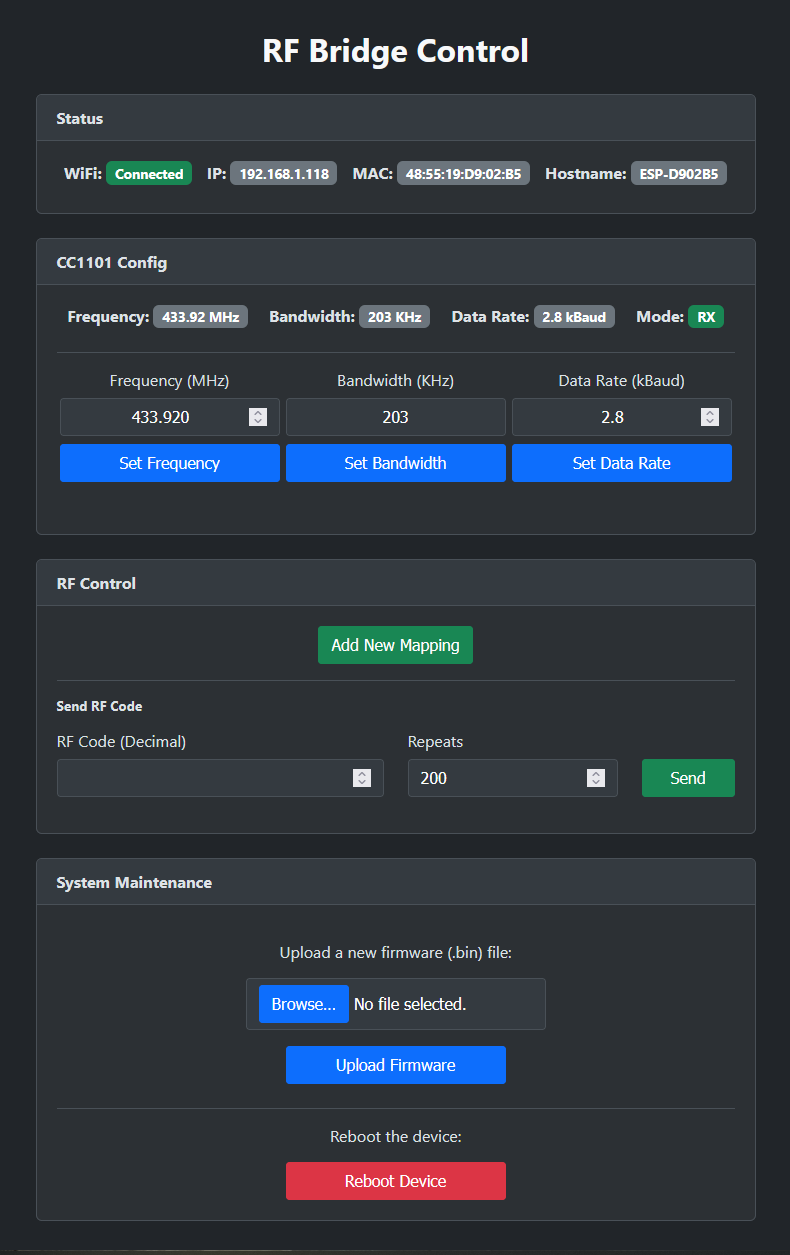 RF Bridge Control
Status
WiFi: Connected IP: 192.168.1.118 MAC: 48:55:19:D9:02:B5 Hostname: ESP-D902B5
CC1101 Config
Frequency: 433.92 MHz Bandwidth: 203 KHz Data Rate: 2.8 kBaud Mode: RX
Frequency (MHz) Bandwidth (KHz) Data Rate (kBaud)
433.920 203 2.8
Set Frequency Set Bandwidth Set Data Rate
RF Control
Add New Mapping
Send RF Code
RF Code (Decimal) Repeats
200 Send
System Maintenance
Upload a new firmware (.bin) file:
Browse... No file selected.
Upload Firmware
Reboot the device:
Reboot Device